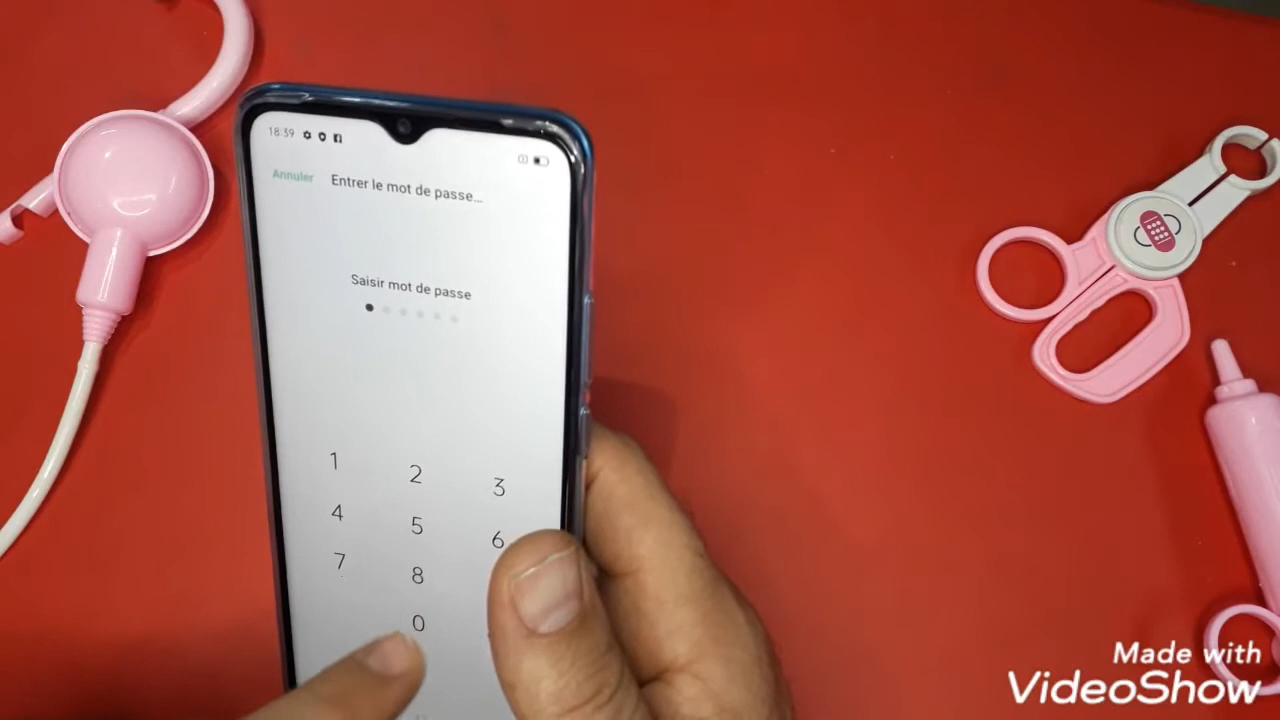 18:39
Annuler Entrer le mot de passe...
Saisir mot de passe
1 2 3
4 5 6
7 8
0
Made with
VideoShow